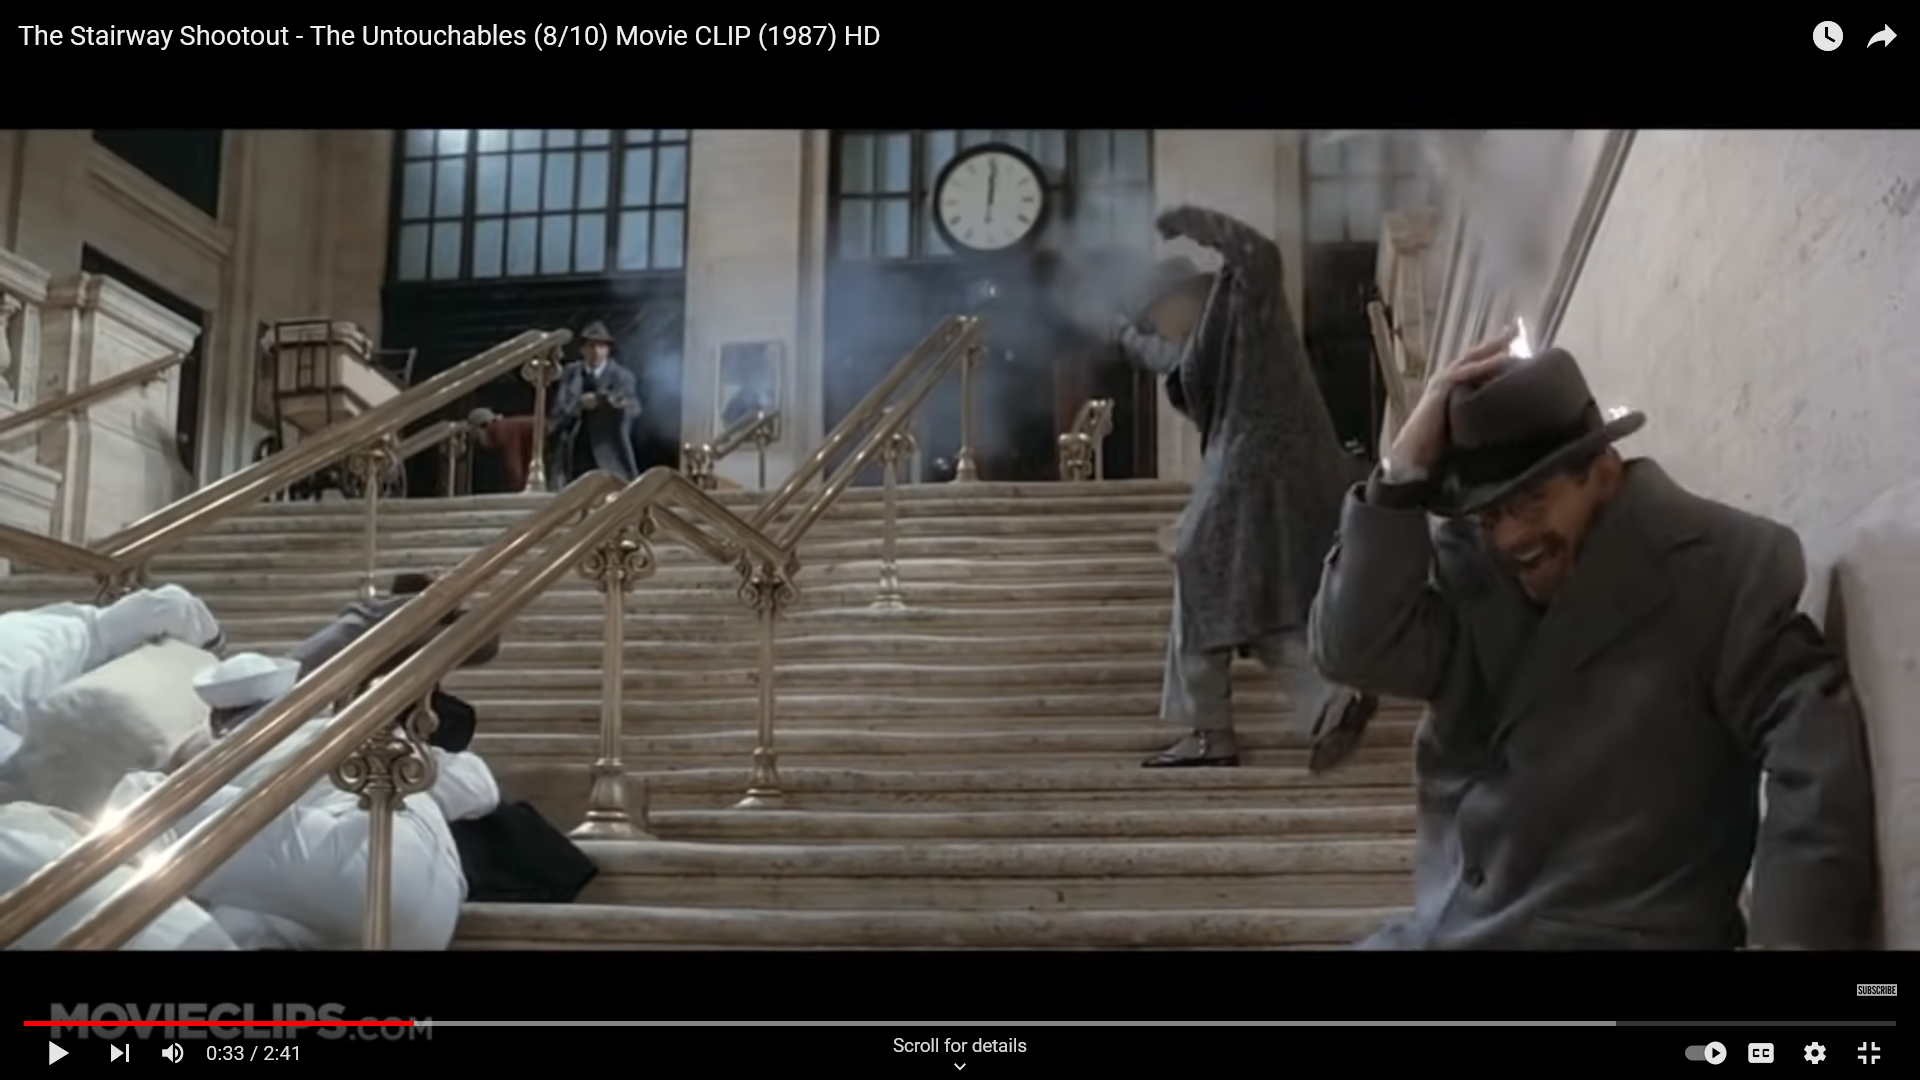 The Stairway Shootout - The Untouchables (8/10) Movie CLIP (1987) HD
SUBSCRIBE
MOVIECLIPS.COM
0:33 / 2:41
Scroll for details
CC